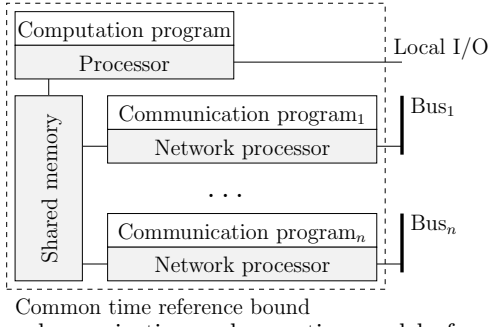 Computation program
Processor
Local I/O
Shared memory
Communication program₁
Network processor
Bus₁
...
Communication programₙ
Network processor
Busₙ
Common time reference bound